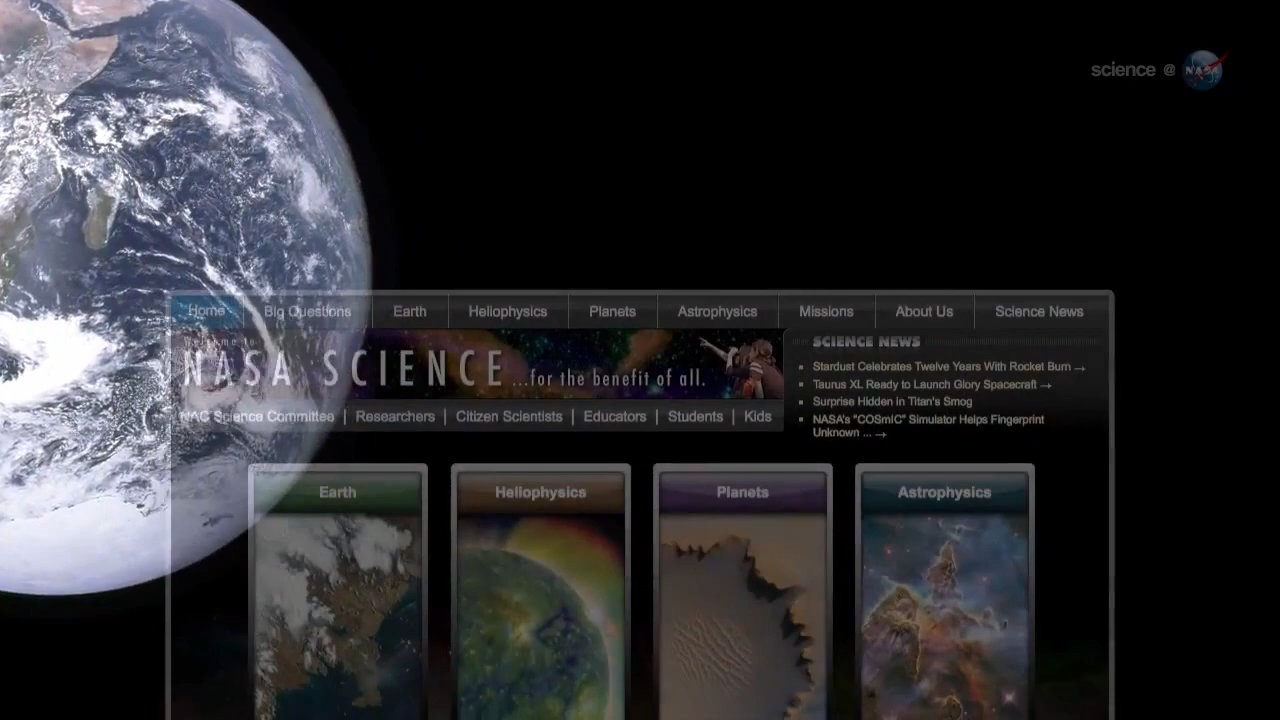 science @ NASA
Home Big Questions Earth Heliophysics Planets Astrophysics Missions About Us Science News
Welcome to
NASA SCIENCE ...for the benefit of all.
NAC Science Committee | Researchers | Citizen Scientists | Educators | Students | Kids
SCIENCE NEWS
Stardust Celebrates Twelve Years With Rocket Burn →
Taurus XL Ready to Launch Glory Spacecraft →
Surprise Hidden in Titan's Smog
NASA's "COSmIC" Simulator Helps Fingerprint
Unknown ... →
Earth Heliophysics Planets Astrophysics